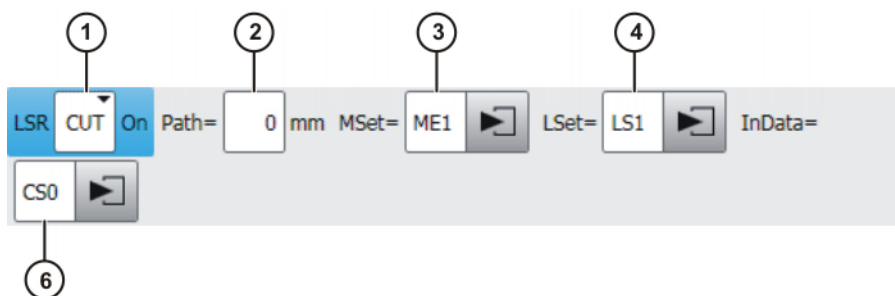 1 2 3 4
LSR CUT On Path= 0 mm MSet= ME1 LSet= LS1 InData=
CS0
6